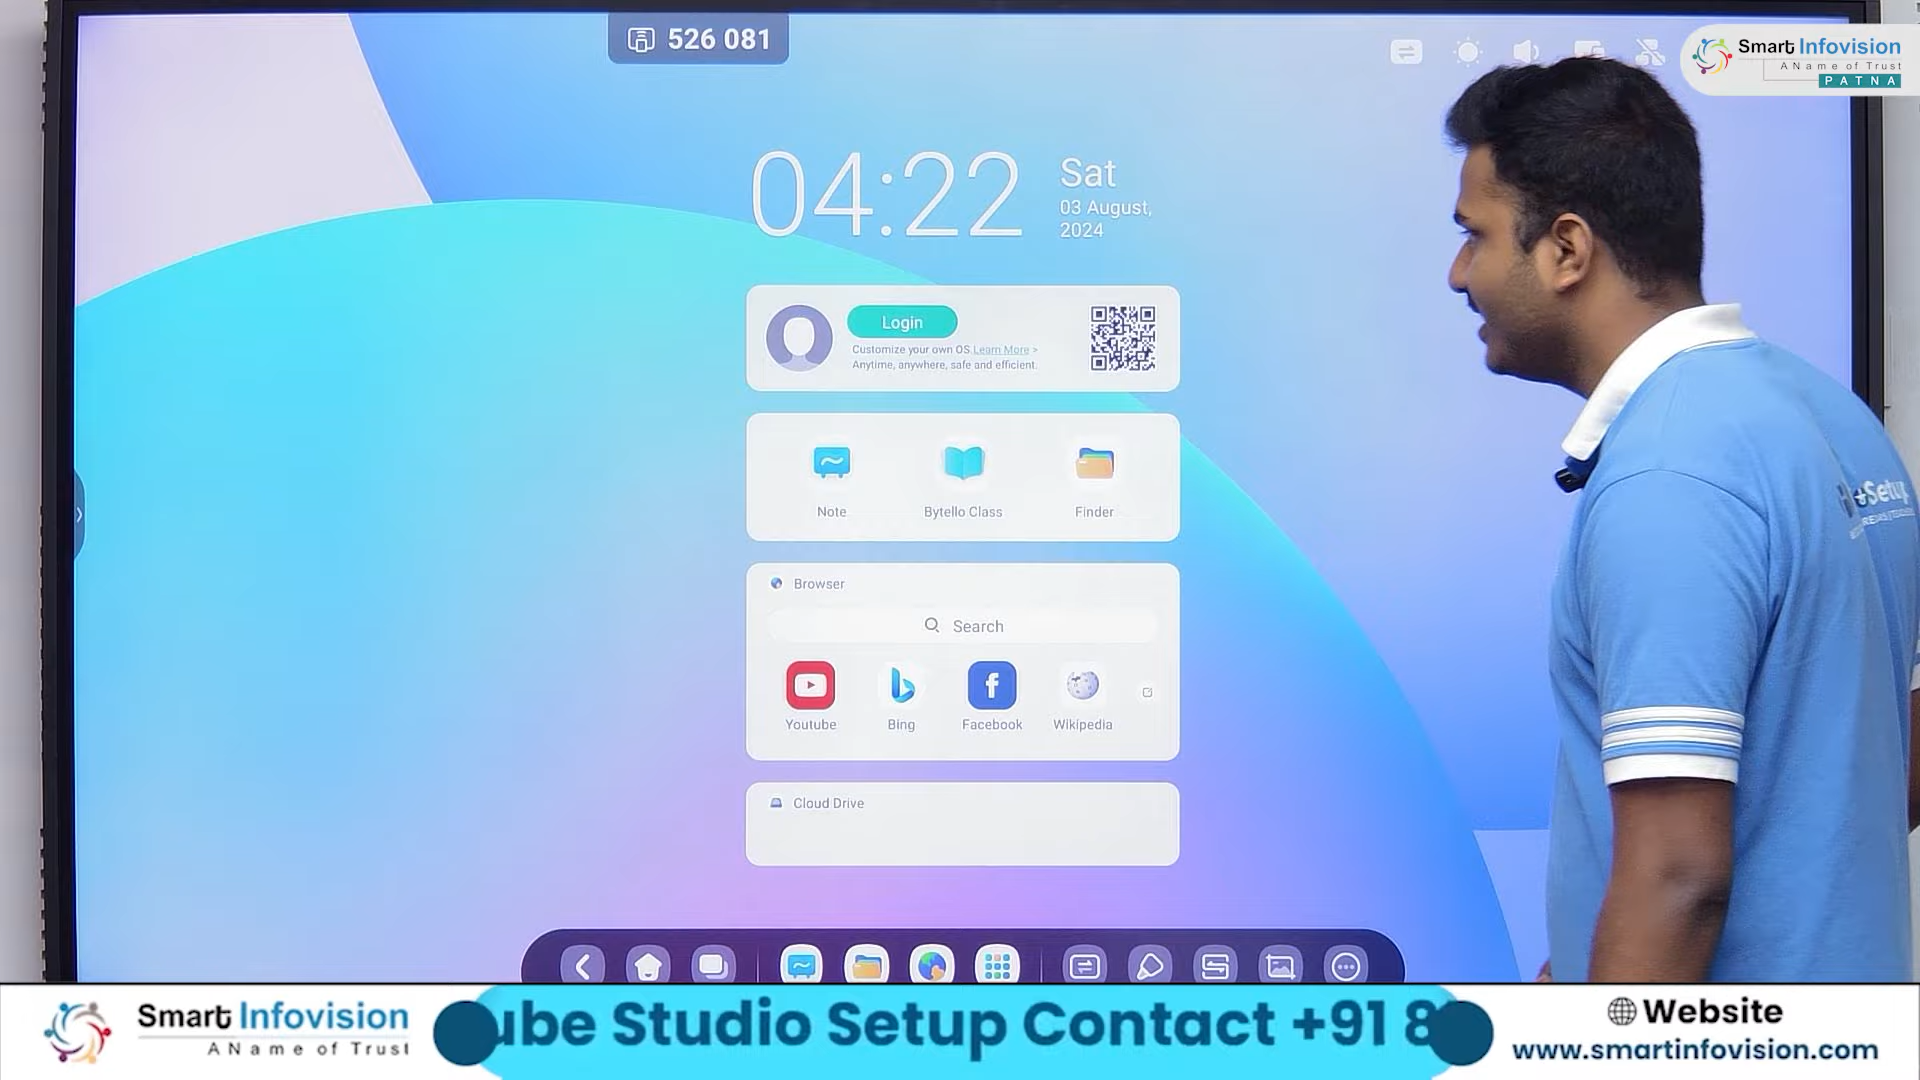 526 081
Smart Infovision
A Name of Trust
PATNA
04:22
Sat
03 August,
2024
Login
Customize your own OS.Learn More >
Anytime, anywhere, safe and efficient.
Note
Bytello Class
Finder
Browser
Search
Youtube
Bing
Facebook
Wikipedia
Cloud Drive
Setup
Smart Infovision
A Name of Trust
ube Studio Setup Contact +91 8
Website
www.smartinfovision.com